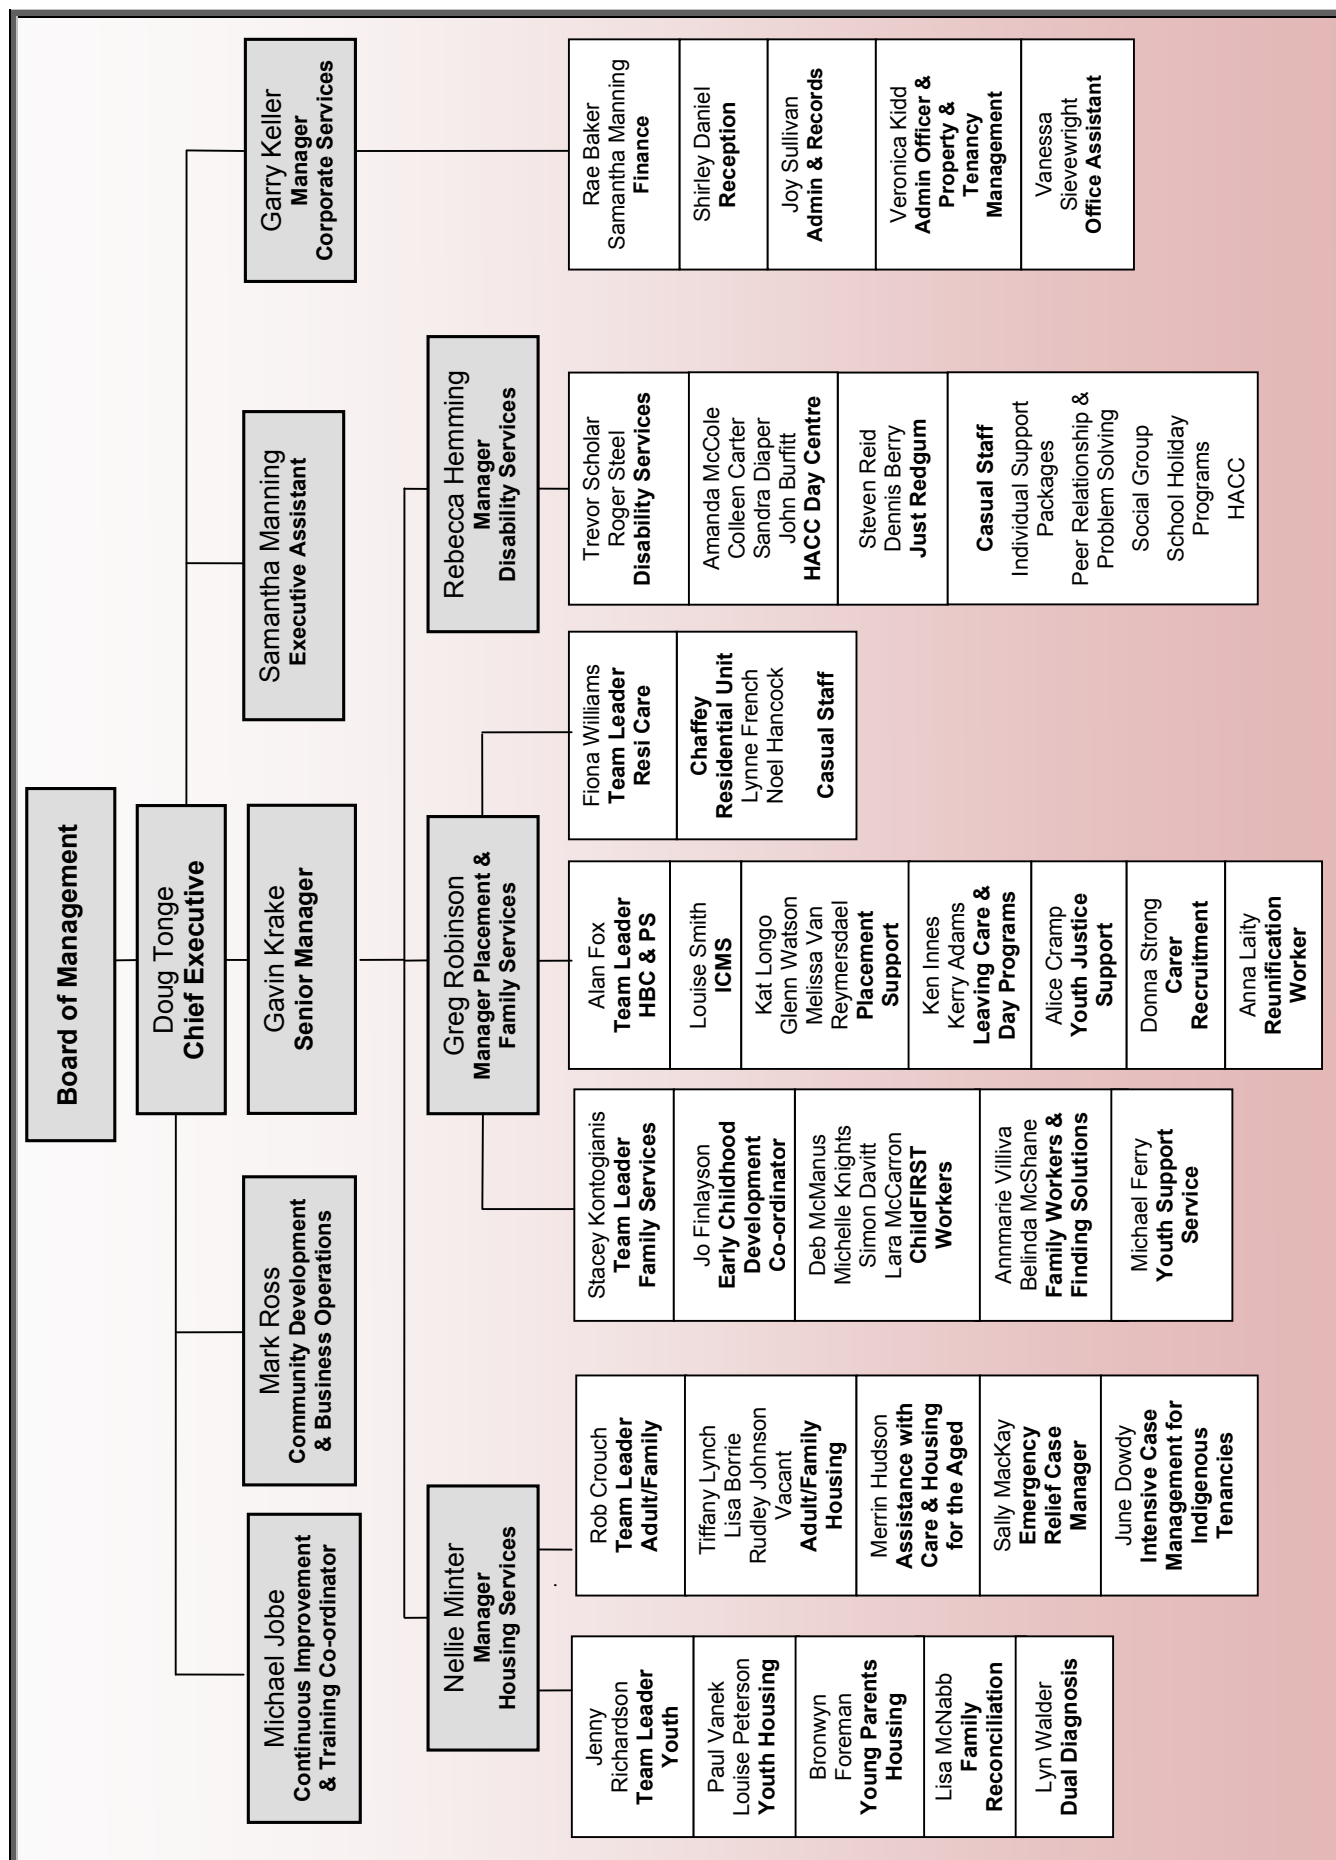 Board of Management
Doug Tonge
Chief Executive
Michael Jobe
Continuous Improvement
& Training Co-ordinator
Mark Ross
Community Development
& Business Operations
Gavin Krake
Senior Manager
Samantha Manning
Executive Assistant
Garry Keller
Manager
Corporate Services
Nellie Minter
Manager
Housing Services
Greg Robinson
Manager Placement &
Family Services
Rebecca Hemming
Manager
Disability Services
Jenny
Richardson
Team Leader
Youth
Paul Vanek
Louise Peterson
Youth Housing
Bronwyn
Foreman
Young Parents
Housing
Lisa McNabb
Family
Reconciliation
Lyn Walder
Dual Diagnosis
Rob Crouch
Team Leader
Adult/Family
Tiffany Lynch
Lisa Borrie
Rudley Johnson
Vacant
Adult/Family
Housing
Merrin Hudson
Assistance with
Care & Housing
for the Aged
Sally MacKay
Emergency
Relief Case
Manager
June Dowdy
Intensive Case
Management for
Indigenous
Tenancies
Stacey Kontogianis
Team Leader
Family Services
Jo Finlayson
Early Childhood
Development
Co-ordinator
Deb McManus
Michelle Knights
Simon Davitt
Lara McCarron
ChildFIRST
Workers
Annmarie Villiva
Belinda McShane
Family Workers &
Finding Solutions
Michael Ferry
Youth Support
Service
Alan Fox
Team Leader
HBC & PS
Louise Smith
ICMS
Kat Longo
Glenn Watson
Melissa Van
Reymersdael
Placement
Support
Ken Innes
Kerry Adams
Leaving Care &
Day Programs
Alice Cramp
Youth Justice
Support
Donna Strong
Carer
Recruitment
Anna Laity
Reunification
Worker
Fiona Williams
Team Leader
Resi Care
Chaffey
Residential Unit
Lynne French
Noel Hancock
Casual Staff
Trevor Scholar
Roger Steel
Disability Services
Amanda McCole
Colleen Carter
Sandra Diaper
John Burfitt
HACC Day Centre
Steven Reid
Dennis Berry
Just Redgum
Casual Staff
Individual Support
Packages
Peer Relationship &
Problem Solving
Social Group
School Holiday
Programs
HACC
Rae Baker
Samantha Manning
Finance
Shirley Daniel
Reception
Joy Sullivan
Admin & Records
Veronica Kidd
Admin Officer &
Property &
Tenancy
Management
Vanessa
Sievewright
Office Assistant